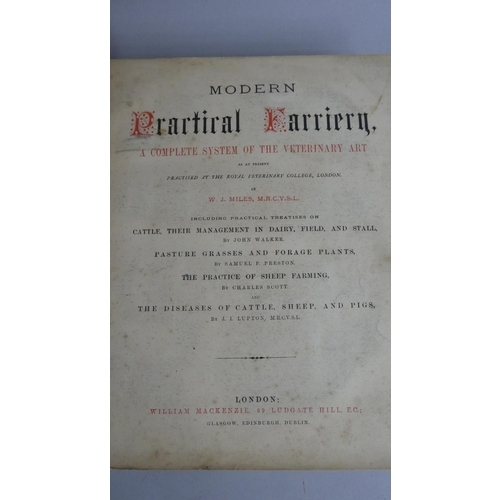 MODERN
Practical Farriery,
A COMPLETE SYSTEM OF THE VETERINARY ART
AS AT PRESENT
PRACTISED AT THE ROYAL VETERINARY COLLEGE, LONDON.
BY
W. J. MILES, M.R.C.V.S.L.
INCLUDING PRACTICAL TREATISES ON
CATTLE, THEIR MANAGEMENT IN DAIRY, FIELD, AND STALL,
BY JOHN WALKER.
PASTURE GRASSES AND FORAGE PLANTS,
BY SAMUEL P. PRESTON.
THE PRACTICE OF SHEEP FARMING,
BY CHARLES SCOTT.
AND
THE DISEASES OF CATTLE, SHEEP, AND PIGS,
BY J. I. LUPTON, M.R.C.V.S.L.
LONDON:
WILLIAM MACKENZIE, 69 LUDGATE HILL, E.C.;
GLASGOW, EDINBURGH, DUBLIN.